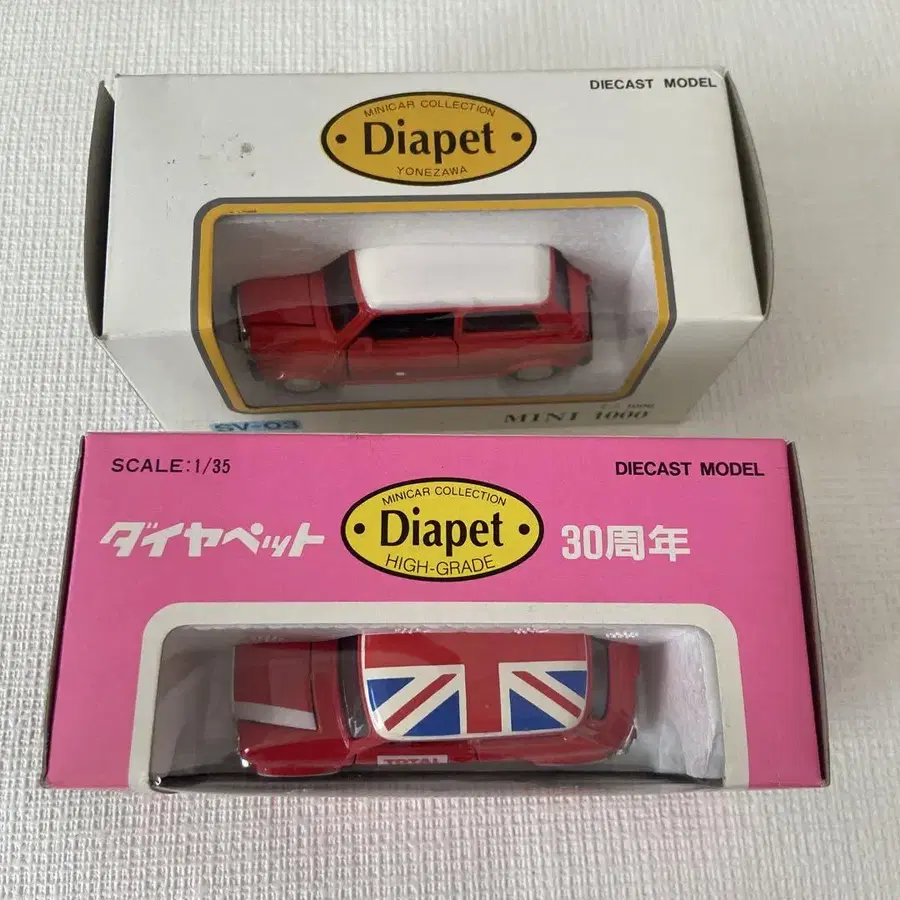 DIECAST MODEL
MINICAR COLLECTION
Diapet
YONEZAWA
MINI 1000
SV-03
SCALE:1/35
DIECAST MODEL
MINICAR COLLECTION
ダイヤペット
Diapet
30周年
HIGH-GRADE